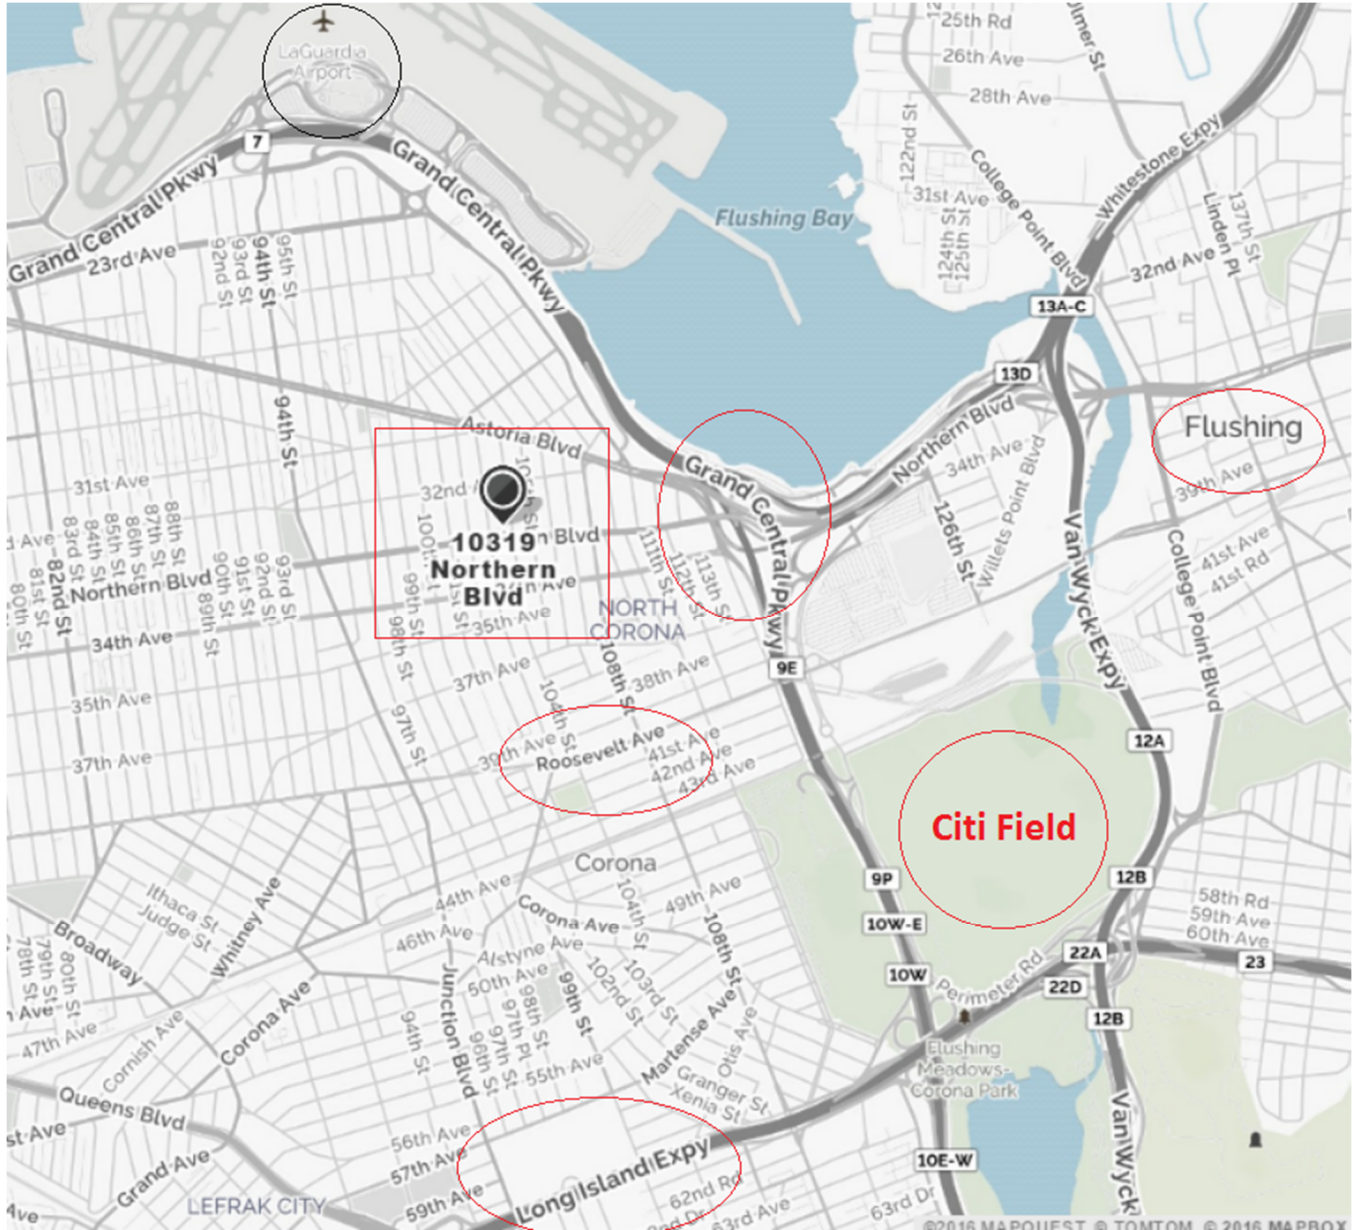 25th Rd
26th Ave
28th Ave
Ulmer St
LaGuardia
Airport
7
Grand Central Pkwy
Grand Central Pkwy
Grand Central Pkwy
122nd St
31st Ave
124th St
125th St
College Point Blvd
Whitestone Expy
Linden Pl
137th St
32nd Ave
Flushing Bay
23rd Ave
92nd St
93rd St
94th St
95th St
13A-C
13D
94th St
Astoria Blvd
Northern Blvd
34th Ave
Flushing
39th Ave
Grand Central Pkwy
31st Ave
32nd
10319
Northern
Blvd
n Blvd
83rd St
84th St
85th St
86th St
87th St
88th St
d Ave
80th St
81st St
82nd St
Northern Blvd
89th St
90th St
91st St
92nd St
93rd St
34th Ave
98th St
99th St
35th Ave
NORTH
CORONA
111th St
112th St
113th St
126th St
Willets Point Blvd
Van Wyck Expy
College Point Blvd
41st Ave
41st Rd
35th Ave
37th Ave
97th St
37th Ave
38th Ave
108th St
104th St
9E
39th Ave
Roosevelt Ave
41st Ave
42nd Ave
43rd Ave
12A
Citi Field
Corona
9P
12B
10W-E
10W
44th Ave
46th Ave
Corona Ave
104th St
49th Ave
108th St
Ithaca St
Judge St
Whitney Ave
Broadway
78th St
79th St
80th St
Alstyne Ave
50th Ave
99th St
102nd St
103rd St
98th St
97th Pl
97th St
96th St
Junction Blvd
94th St
58th Rd
59th Ave
60th Ave
22A
23
22D
12B
Perimeter Rd
Flushing
Meadows-
Corona Park
n Ave
47th Ave
Cornish Ave
Corona Ave
Martense Ave
Otis Ave
Granger St
Xenia St
55th Ave
Queens Blvd
st Ave
Grand Ave
56th Ave
57th Ave
59th Ave
Long Island Expy
62nd Rd
2nd Dr
63rd Ave
63rd Dr
10E-W
Van Wyck
LEFRAK CITY
Ave
©2016 MAPQUEST © TOMTOM © 2016 MAPBOX